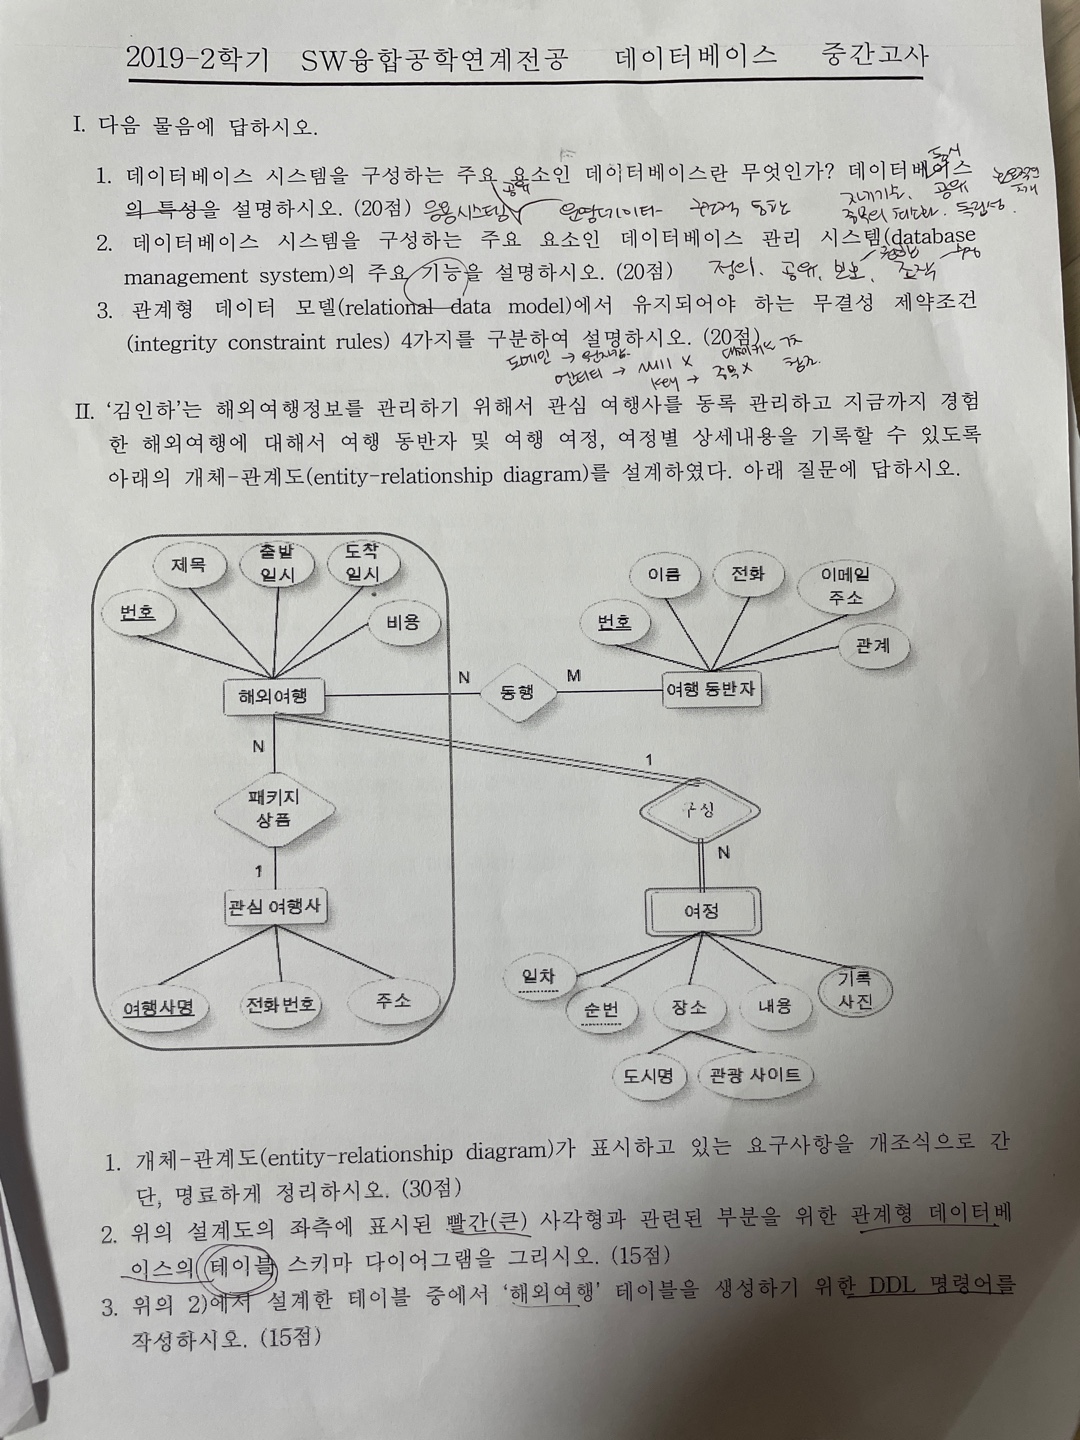 2019-2학기 SW융합공학연계전공 데이터베이스 중간고사
I. 다음 물음에 답하시오.
1. 데이터베이스 시스템을 구성하는 주요 요소인 데이터베이스란 무엇인가? 데이터베이스
의 특성을 설명하시오. (20점) 응용시스템 공유 운영데이터 통합
동시 공유
2. 데이터베이스 시스템을 구성하는 주요 요소인 데이터베이스 관리 시스템(database
management system)의 주요 기능을 설명하시오. (20점) 정의. 공유. 보호. 조작
3. 관계형 데이터 모델(relational data model)에서 유지되어야 하는 무결성 제약조건
(integrity constraint rules) 4가지를 구분하여 설명하시오. (20점)
도메인 → 원자값
엔티티 → null X 참조
key → 중복X
II. '김인하'는 해외여행정보를 관리하기 위해서 관심 여행사를 등록 관리하고 지금까지 경험
한 해외여행에 대해서 여행 동반자 및 여행 여정, 여정별 상세내용을 기록할 수 있도록
아래의 개체-관계도(entity-relationship diagram)를 설계하였다. 아래 질문에 답하시오.
번호
제목
출발
일시
도착
일시
비용
해외여행
N
동행
M
번호
이름
전화
이메일
주소
관계
여행 동반자
N
패키지
상품
1
관심 여행사
여행사명
전화번호
주소
1
구성
N
여정
일차
순번
장소
내용
기록
사진
도시명
관광 사이트
1. 개체-관계도(entity-relationship diagram)가 표시하고 있는 요구사항을 개조식으로 간
단, 명료하게 정리하시오. (30점)
2. 위의 설계도의 좌측에 표시된 빨간(큰) 사각형과 관련된 부분을 위한 관계형 데이터베
이스의 테이블 스키마 다이어그램을 그리시오. (15점)
3. 위의 2)에서 설계한 테이블 중에서 '해외여행' 테이블을 생성하기 위한 DDL 명령어를
작성하시오. (15점)